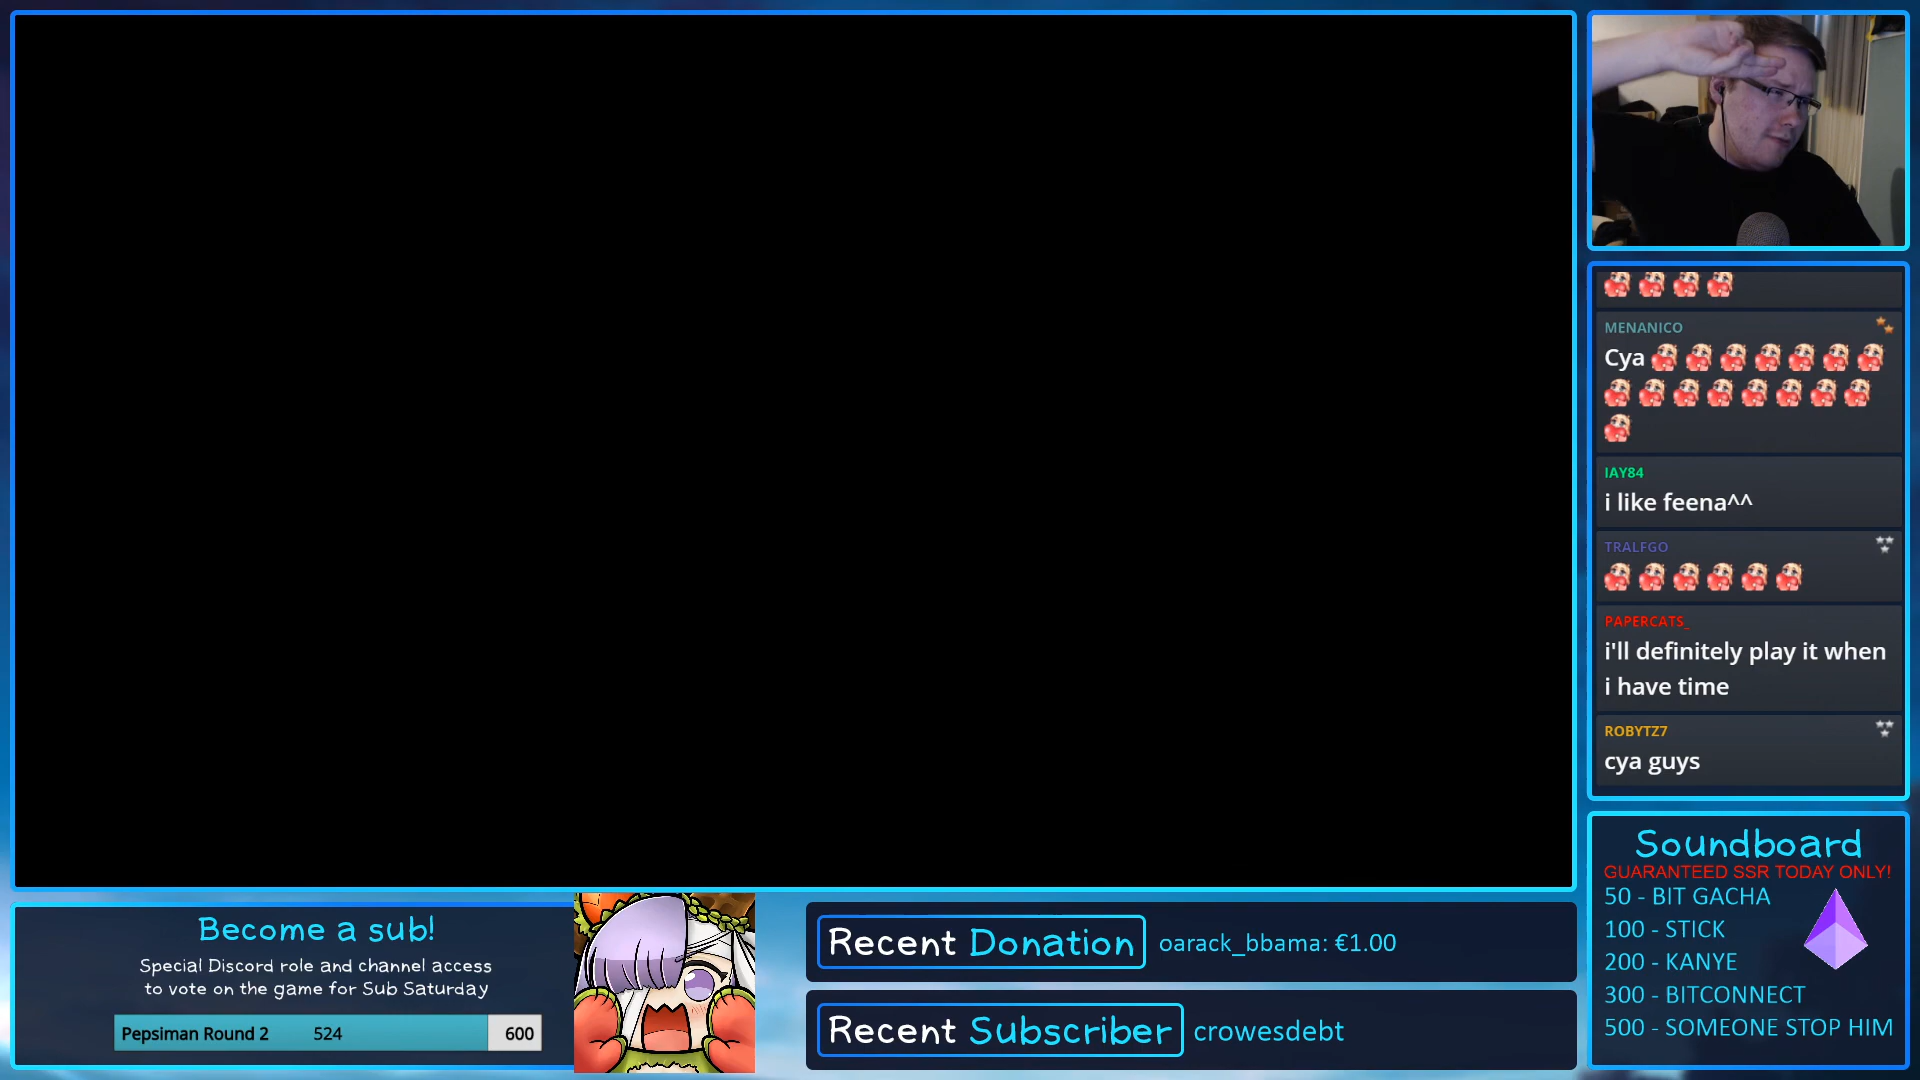 MENANICO
Cya
IAY84
i like feena^^
TRALFGO
PAPERCATS_
i'll definitely play it when
i have time
ROBYTZ7
cya guys
Soundboard
GUARANTEED SSR TODAY ONLY!
50 - BIT GACHA
100 - STICK
200 - KANYE
300 - BITCONNECT
500 - SOMEONE STOP HIM
Become a sub!
Special Discord role and channel access
to vote on the game for Sub Saturday
Pepsiman Round 2 524 600
Recent Donation oarack_bbama: €1.00
Recent Subscriber crowesdebt